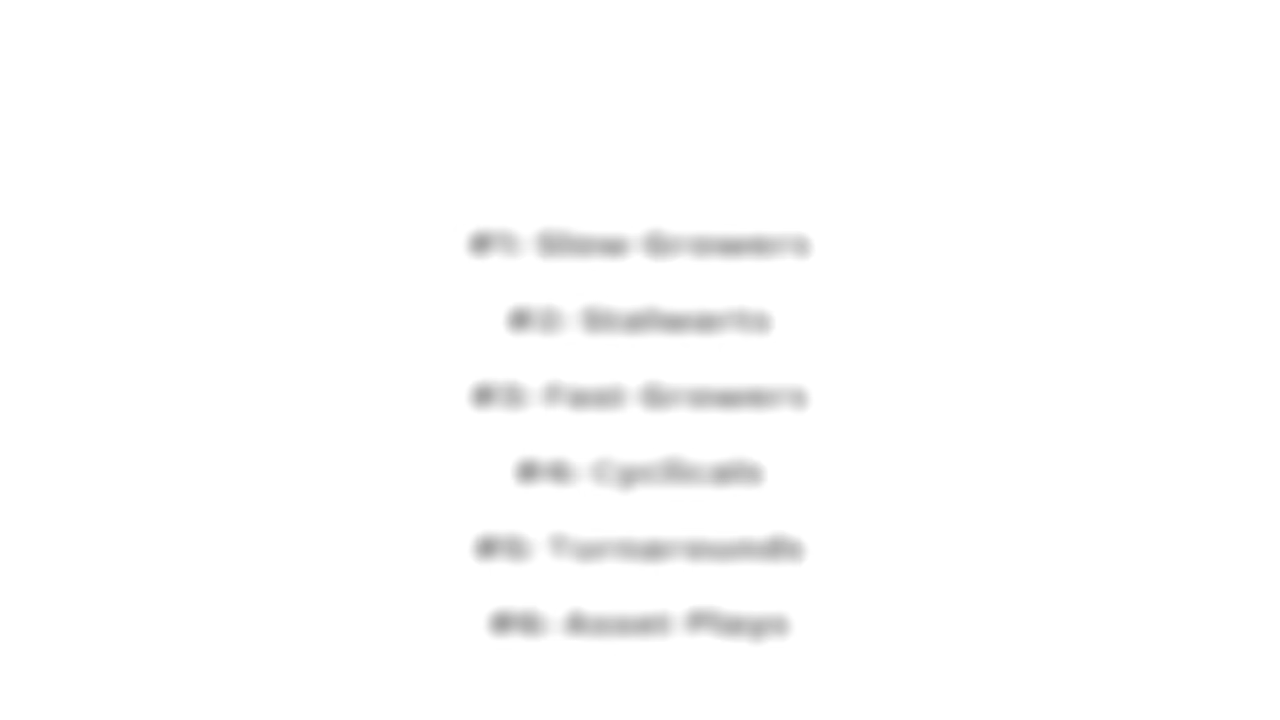 #1: Slow Growers
#2: Stalwarts
#3: Fast Growers
#4: Cyclicals
#5: Turnarounds
#6: Asset Plays